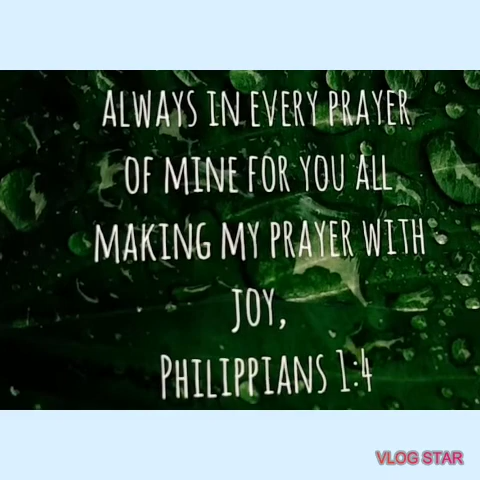 ALWAYS IN EVERY PRAYER
OF MINE FOR YOU ALL
MAKING MY PRAYER WITH
JOY,
PHILIPPIANS 1:4
VLOG STAR